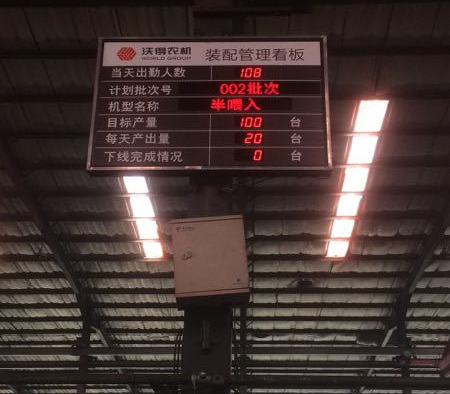 沃得农机 装配管理看板
WORLD GROUP
当天出勤人数 108
计划批次号 002批次
机型名称 半喂入
目标产量 100 台
每天产出量 20 台
下线完成情况 0 台